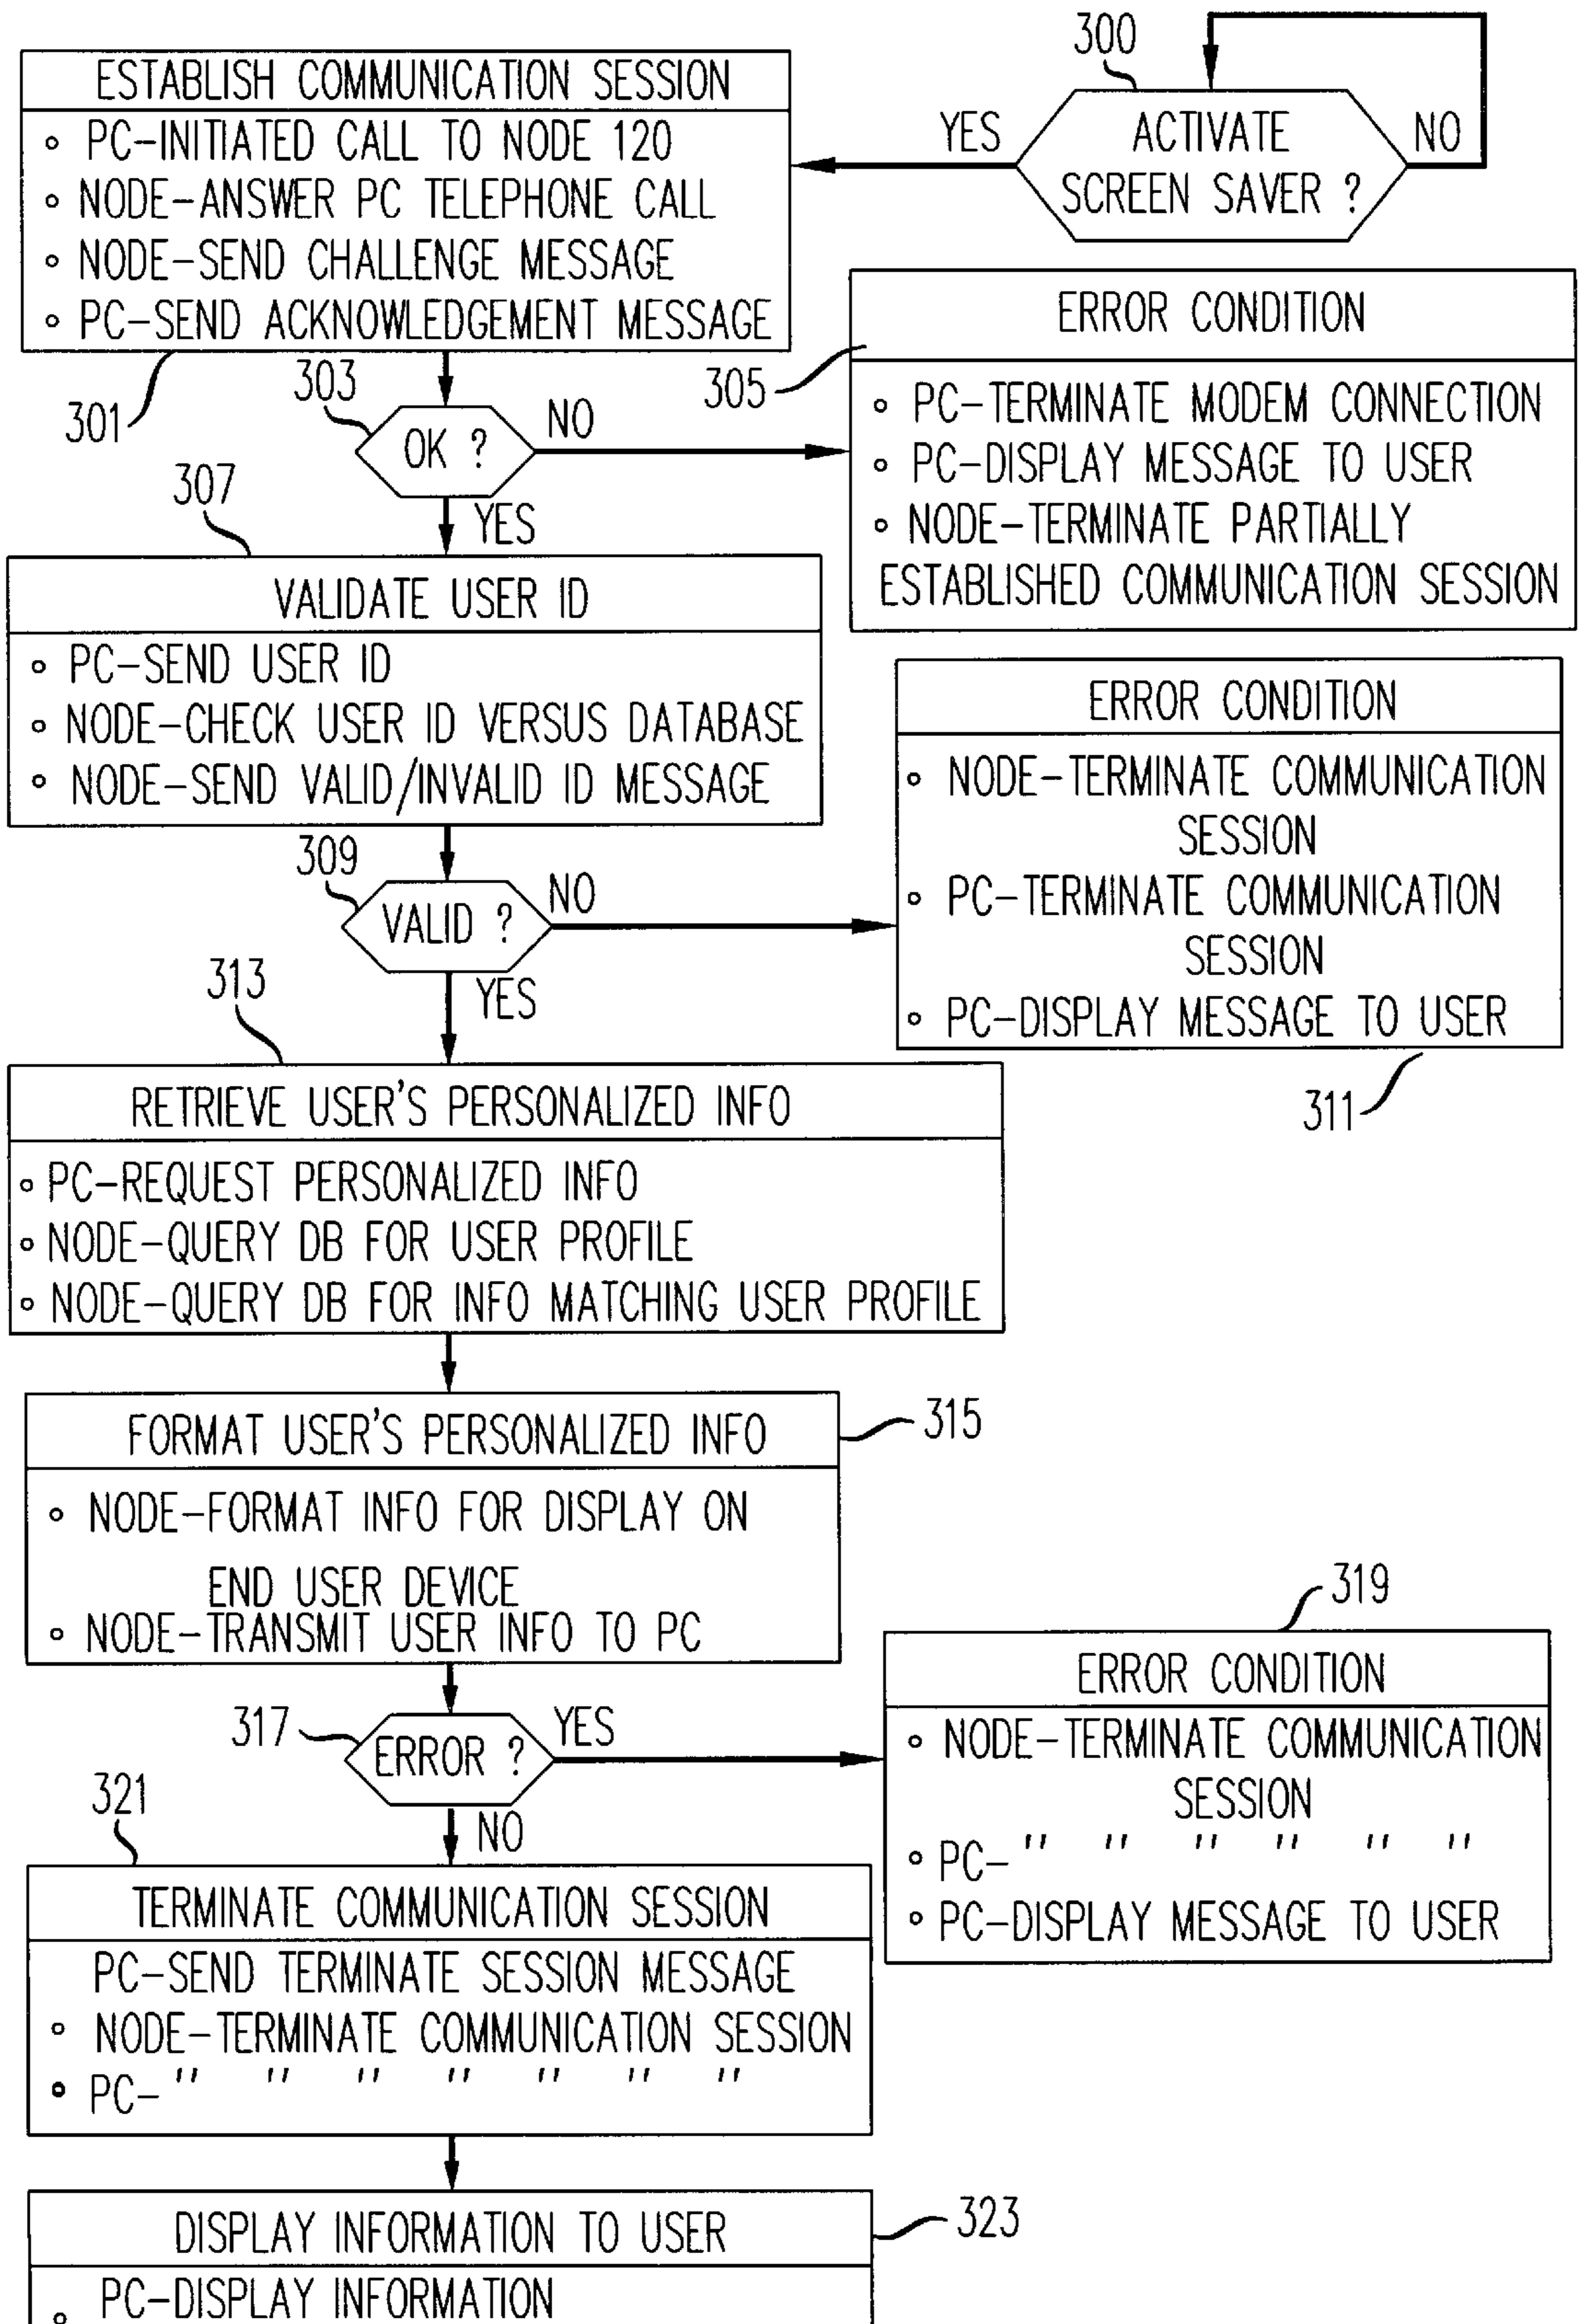 300
ESTABLISH COMMUNICATION SESSION
∘ PC-INITIATED CALL TO NODE 120
∘ NODE-ANSWER PC TELEPHONE CALL
∘ NODE-SEND CHALLENGE MESSAGE
∘ PC-SEND ACKNOWLEDGEMENT MESSAGE
301
YES
ACTIVATE
SCREEN SAVER ?
NO
303
OK ?
NO
YES
305
ERROR CONDITION
∘ PC-TERMINATE MODEM CONNECTION
∘ PC-DISPLAY MESSAGE TO USER
∘ NODE-TERMINATE PARTIALLY
ESTABLISHED COMMUNICATION SESSION
307
VALIDATE USER ID
∘ PC-SEND USER ID
∘ NODE-CHECK USER ID VERSUS DATABASE
∘ NODE-SEND VALID/INVALID ID MESSAGE
309
VALID ?
NO
YES
ERROR CONDITION
∘ NODE-TERMINATE COMMUNICATION
SESSION
∘ PC-TERMINATE COMMUNICATION
SESSION
∘ PC-DISPLAY MESSAGE TO USER
311
313
RETRIEVE USER'S PERSONALIZED INFO
∘ PC-REQUEST PERSONALIZED INFO
∘ NODE-QUERY DB FOR USER PROFILE
∘ NODE-QUERY DB FOR INFO MATCHING USER PROFILE
FORMAT USER'S PERSONALIZED INFO
315
∘ NODE-FORMAT INFO FOR DISPLAY ON
END USER DEVICE
∘ NODE-TRANSMIT USER INFO TO PC
317
ERROR ?
YES
NO
319
ERROR CONDITION
∘ NODE-TERMINATE COMMUNICATION
SESSION
∘ PC- " " " " " "
∘ PC-DISPLAY MESSAGE TO USER
321
TERMINATE COMMUNICATION SESSION
PC-SEND TERMINATE SESSION MESSAGE
∘ NODE-TERMINATE COMMUNICATION SESSION
∘ PC- " " " " " " "
DISPLAY INFORMATION TO USER
323
∘ PC-DISPLAY INFORMATION